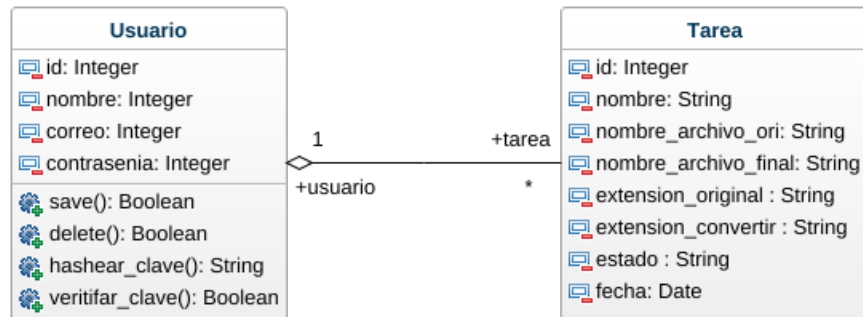 Usuario
id: Integer
nombre: Integer
correo: Integer
contrasenia: Integer
save(): Boolean
delete(): Boolean
hashear_clave(): String
veritifar_clave(): Boolean
1
+usuario
+tarea
*
Tarea
id: Integer
nombre: String
nombre_archivo_ori: String
nombre_archivo_final: String
extension_original : String
extension_convertir : String
estado : String
fecha: Date